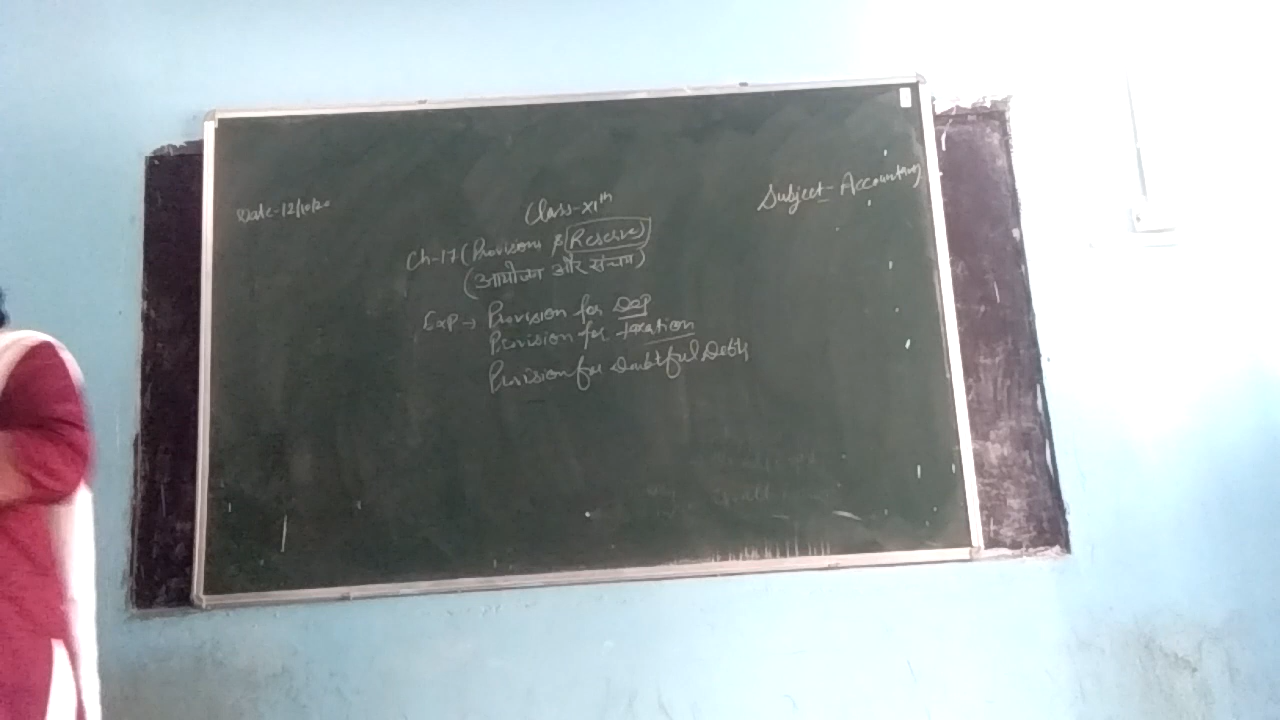 Date-12/10/20
Class-XIth
Subject- Accountancy
Ch-17 (Provisions & Reserve)
(आयोजन और संचय)
Exp → Provision for Dep
Provision for taxation
Provision for Doubtful Debts